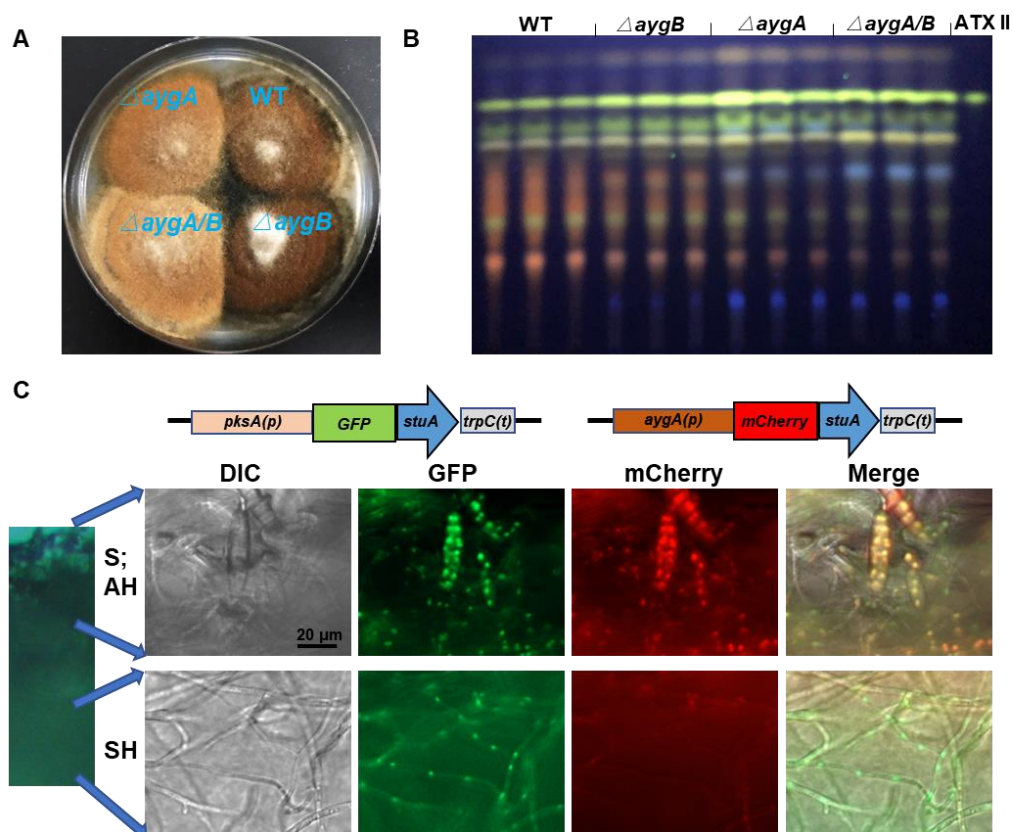 A
△aygA
WT
△aygA/B
△aygB
B
WT
△aygB
△aygA
△aygA/B
ATX II
C
pksA(p)
GFP
stuA
trpC(t)
aygA(p)
mCherry
stuA
trpC(t)
DIC
GFP
mCherry
Merge
S;
AH
20 μm
SH